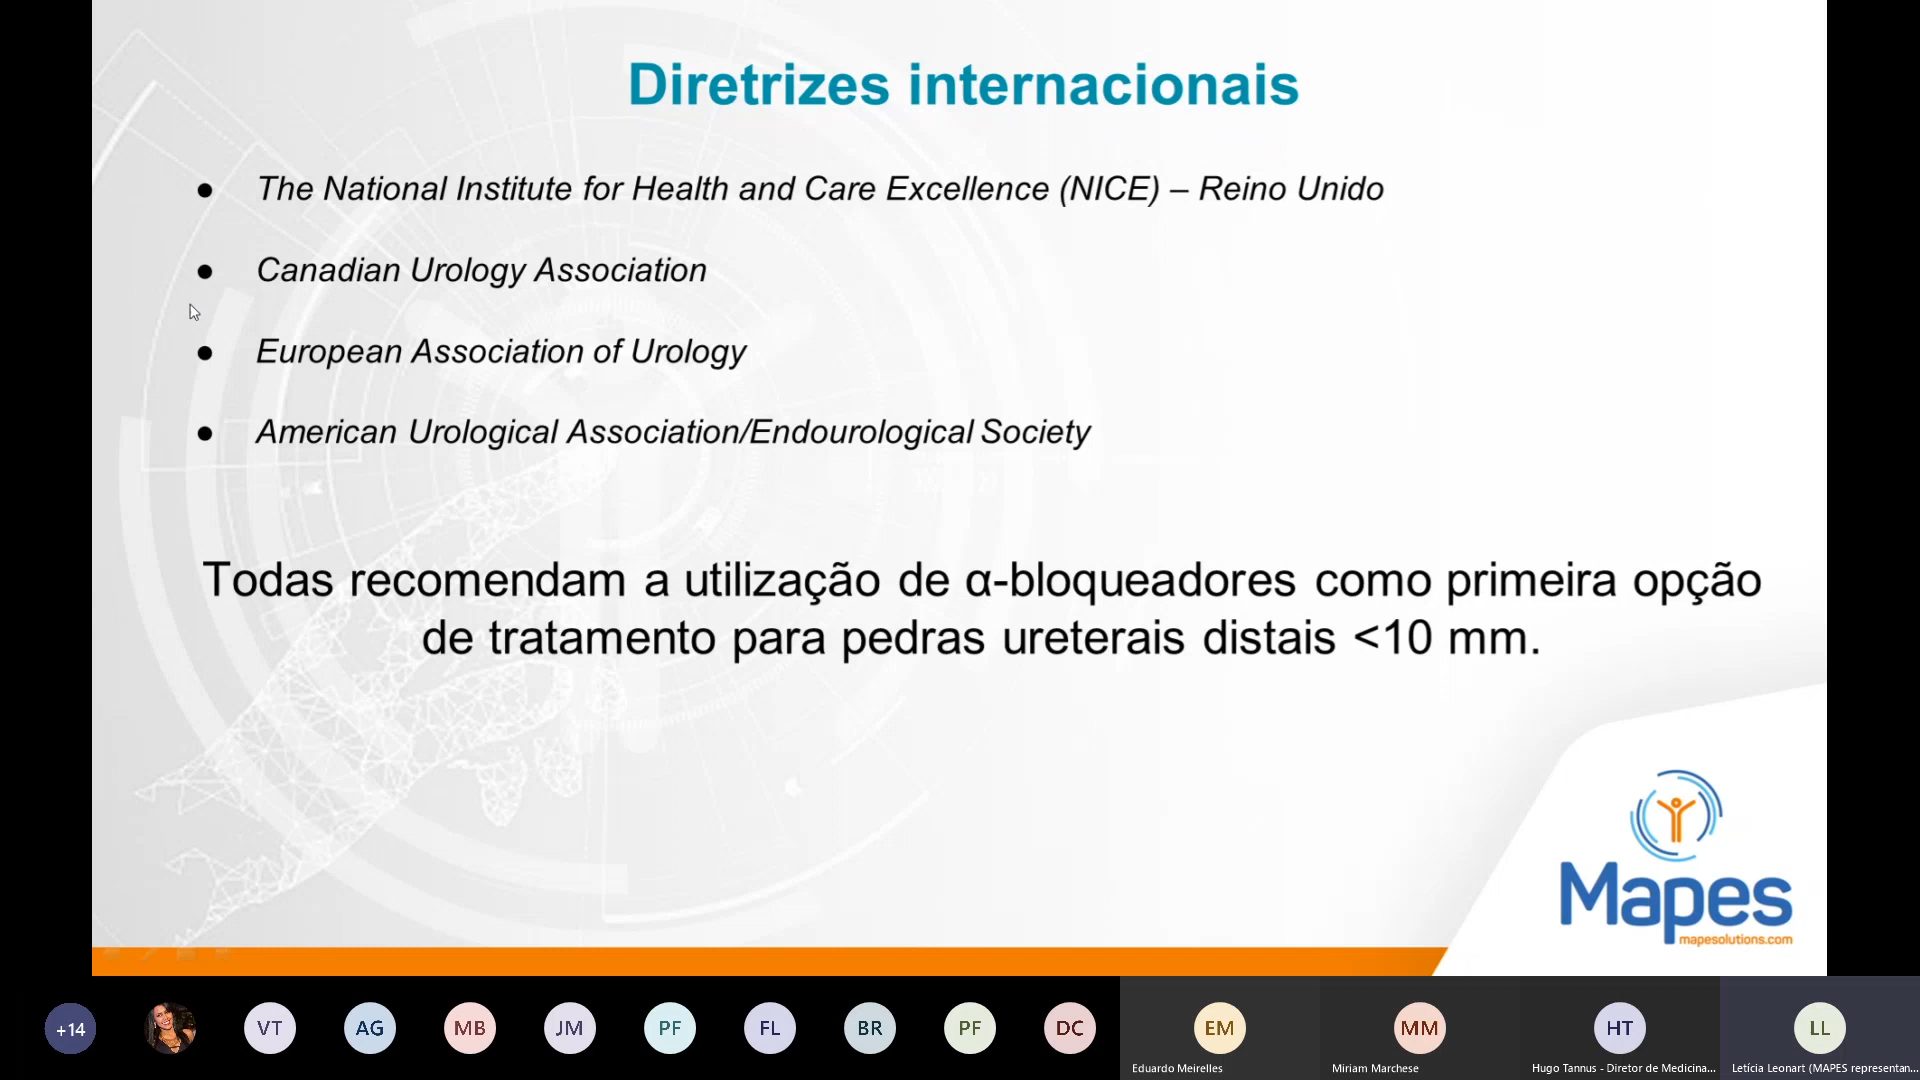 Diretrizes internacionais
● The National Institute for Health and Care Excellence (NICE) – Reino Unido
● Canadian Urology Association
● European Association of Urology
● American Urological Association/Endourological Society
Todas recomendam a utilização de α-bloqueadores como primeira opção
de tratamento para pedras ureterais distais <10 mm.
Mapes
mapesolutions.com
+14
VT
AG
MB
JM
PF
FL
BR
PF
DC
EM
MM
HT
LL
Eduardo Meirelles
Miriam Marchese
Hugo Tannus - Diretor de Medicina...
Letícia Leonart (MAPES representan...